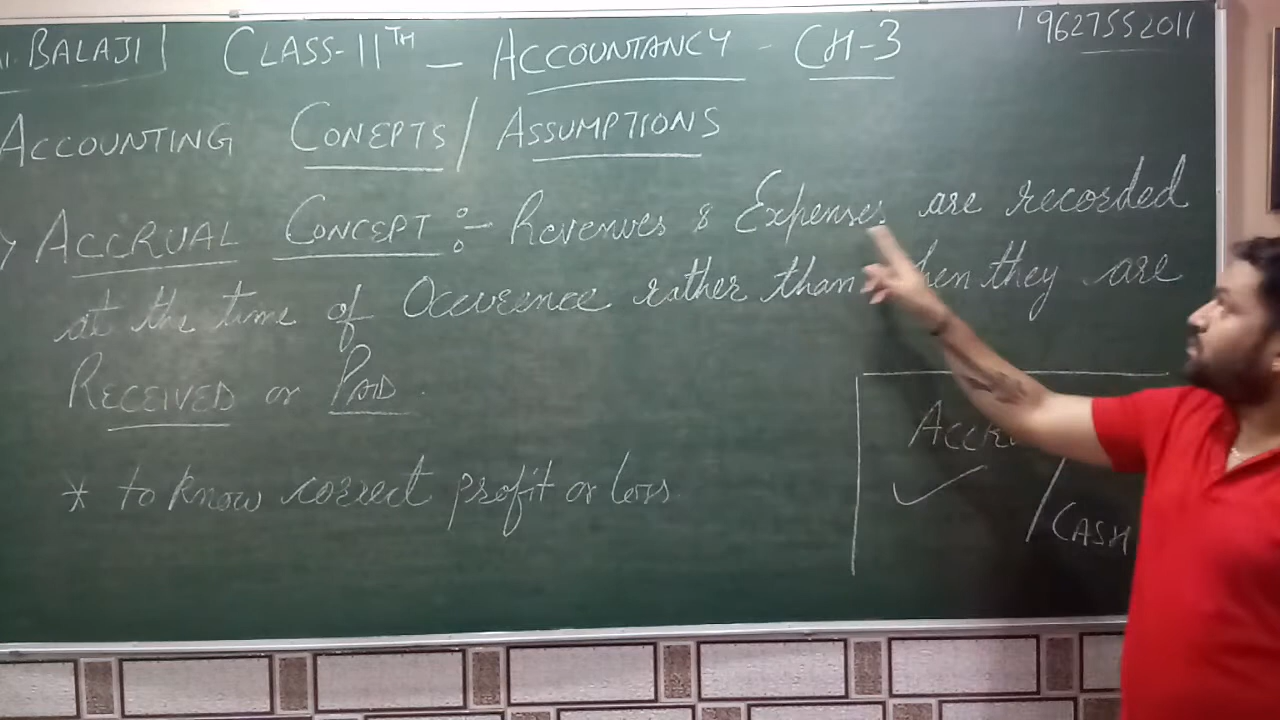 BALAJI CLASS-11TH - ACCOUNTANCY - CH-3 9627552011
ACCOUNTING CONEPTS / ASSUMPTIONS
ACCRUAL CONCEPT :- Revenues & Expenses are recorded
at the time of Occurence rather than when they are
RECEIVED or PAID.
* to know correct profit or loss.
CASH